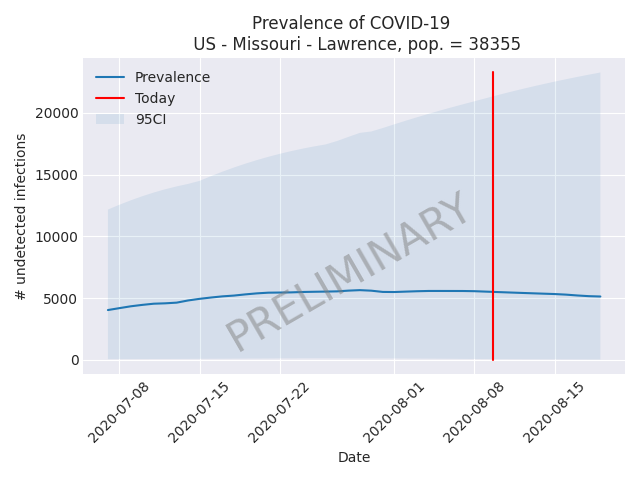 Prevalence of COVID-19
US - Missouri - Lawrence, pop. = 38355
Prevalence
Today
95CI
# undetected infections
20000
15000
10000
5000
0
PRELIMINARY
2020-07-08
2020-07-15
2020-07-22
2020-08-01
2020-08-08
2020-08-15
Date